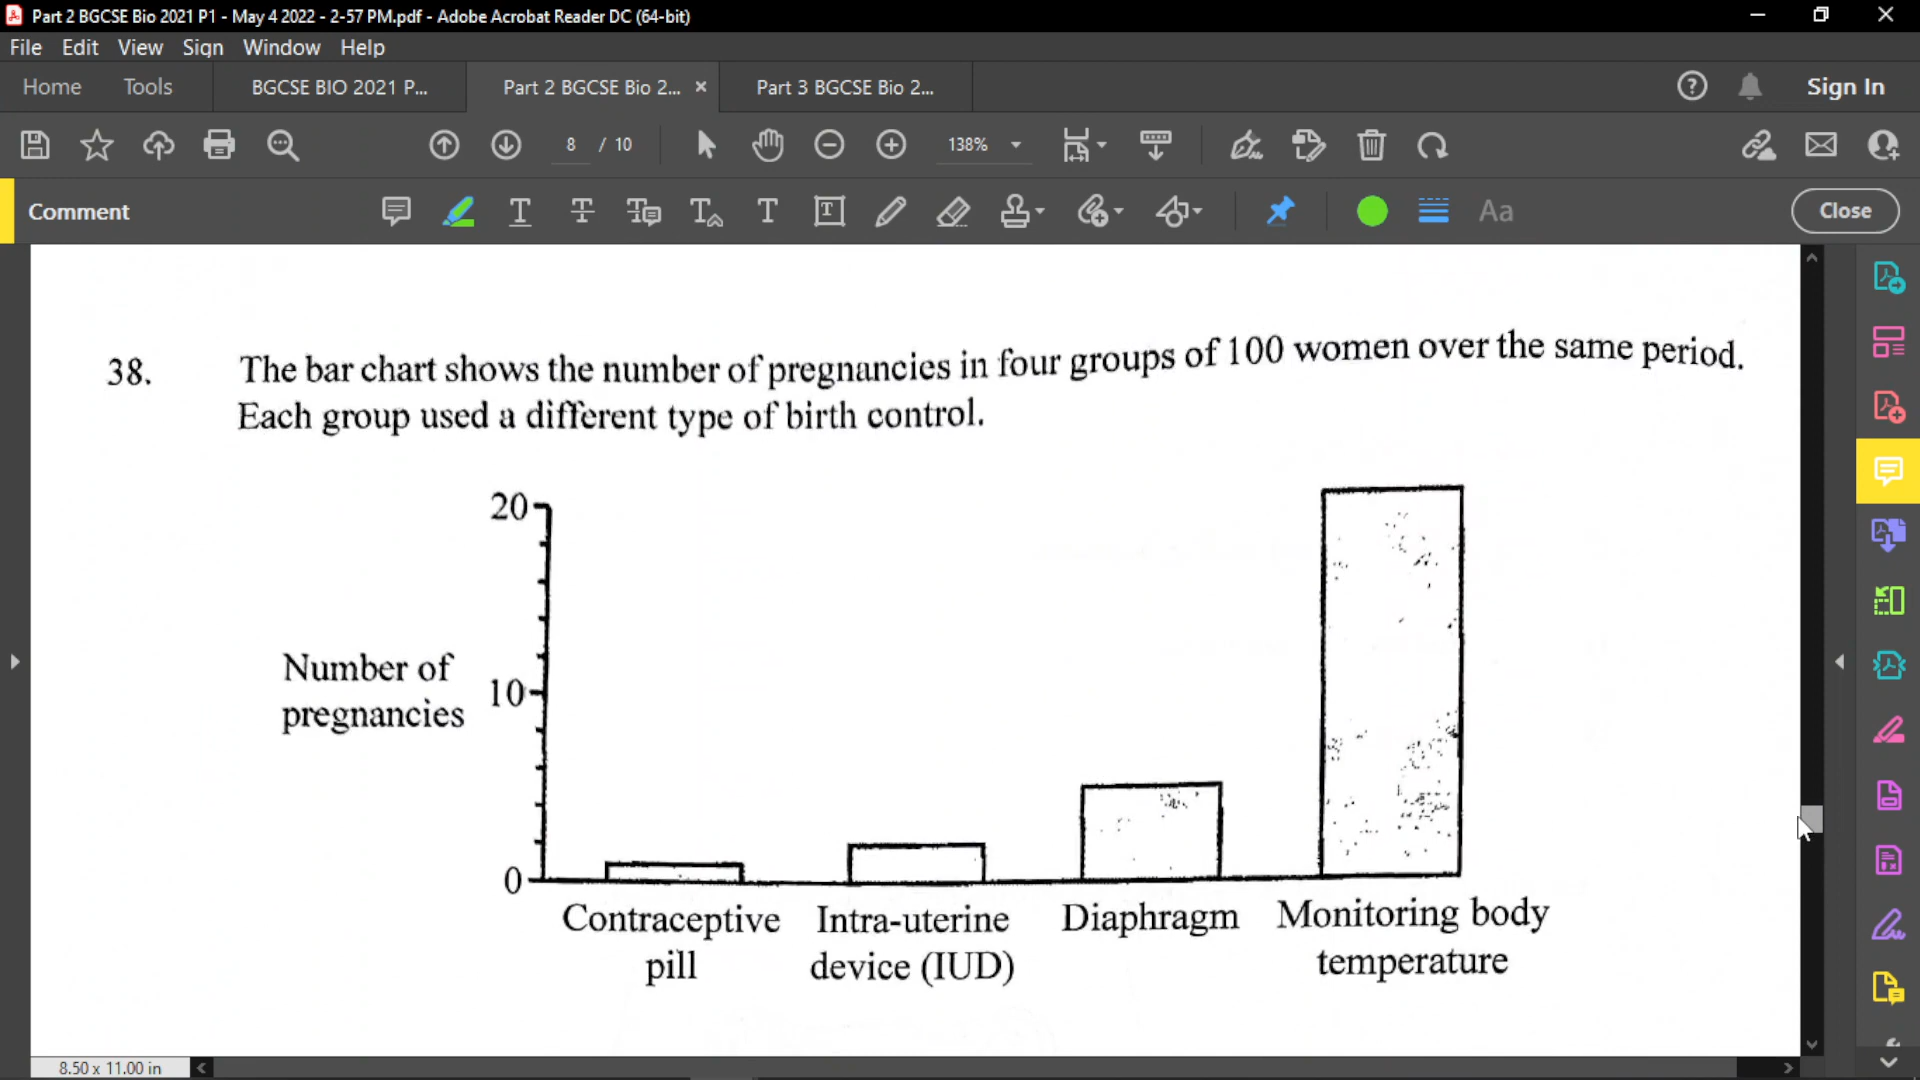 Part 2 BGCSE Bio 2021 P1 - May 4 2022 - 2-57 PM.pdf - Adobe Acrobat Reader DC (64-bit)
File Edit View Sign Window Help
Home Tools BGCSE BIO 2021 P... Part 2 BGCSE Bio 2... × Part 3 BGCSE Bio 2... Sign In
8 / 10 138%
Comment Aa Close
38. The bar chart shows the number of pregnancies in four groups of 100 women over the same period.
Each group used a different type of birth control.
20
Number of
pregnancies
10
0
Contraceptive
pill
Intra-uterine
device (IUD)
Diaphragm
Monitoring body
temperature
8.50 x 11.00 in